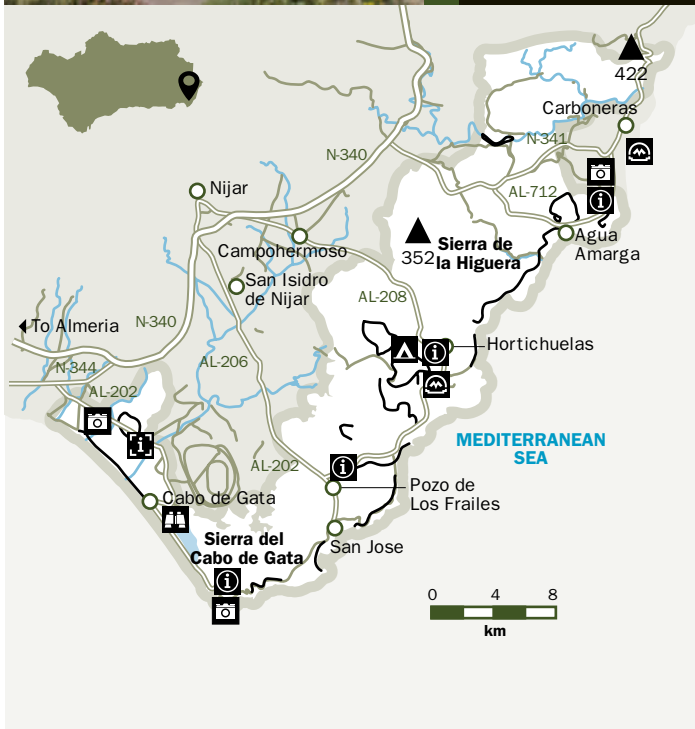 422
Carboneras
N-341
N-340
AL-712
Nijar
Campohermoso
352
Sierra de
la Higuera
Agua
Amarga
San Isidro
de Nijar
AL-208
To Almeria
N-340
Hortichuelas
N-344
AL-206
AL-202
MEDITERRANEAN
SEA
AL-202
Pozo de
Los Frailes
Cabo de Gata
Sierra del
Cabo de Gata
San Jose
0 4 8
km